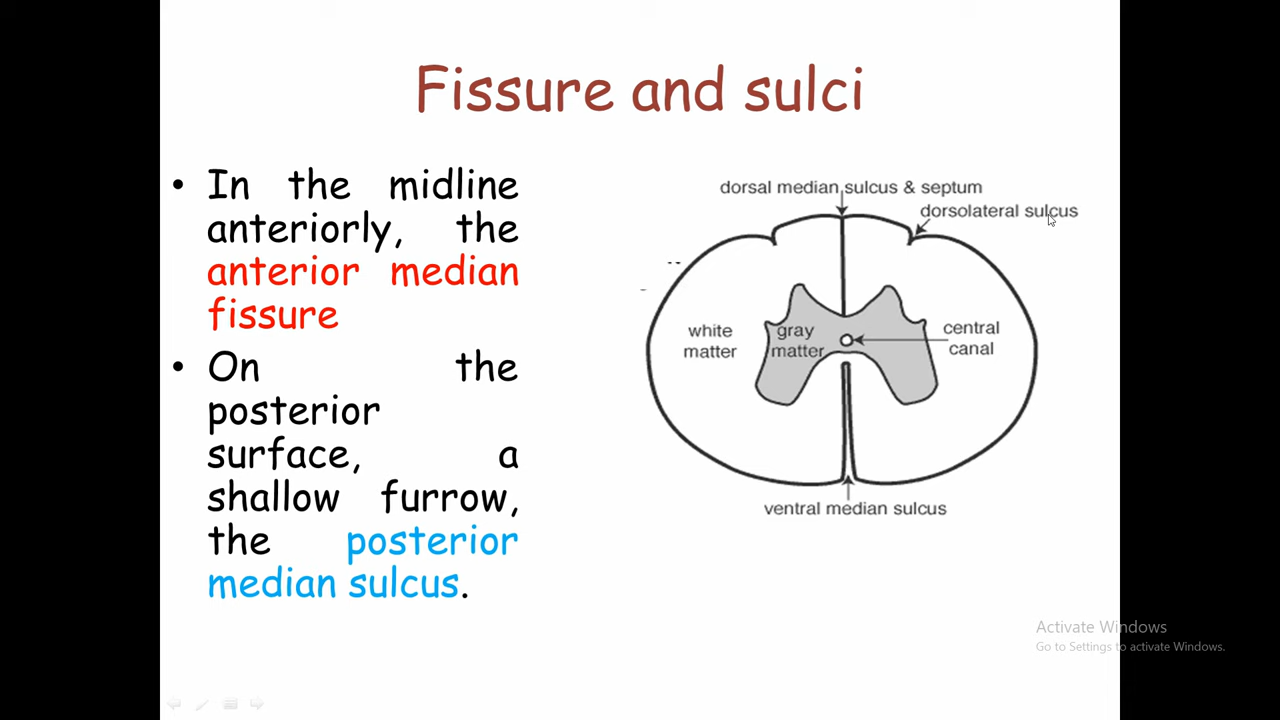 Fissure and sulci
• In the midline
anteriorly, the
anterior median
fissure
• On the
posterior
surface, a
shallow furrow,
the posterior
median sulcus.
dorsal median sulcus & septum
dorsolateral sulcus
white
matter
gray
matter
central
canal
ventral median sulcus
Activate Windows
Go to Settings to activate Windows.